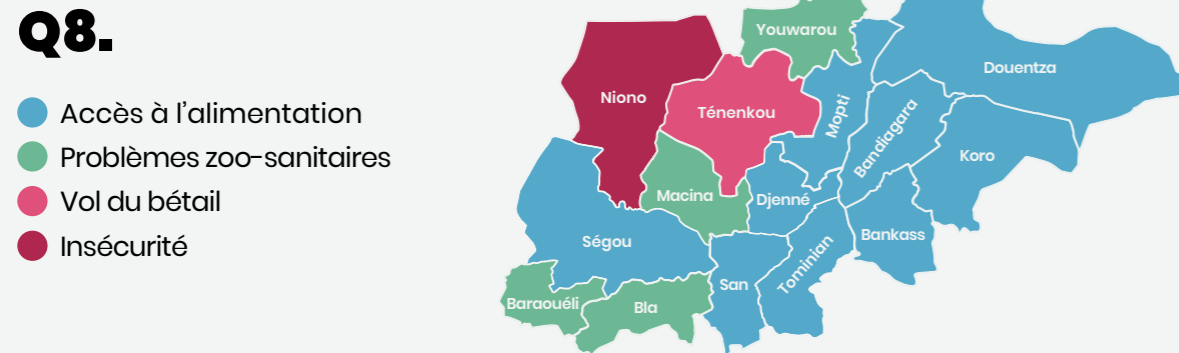 Q8.
Accès à l'alimentation
Problèmes zoo-sanitaires
Vol du bétail
Insécurité
Youwarou
Douentza
Niono
Ténenkou
Mopti
Bandiagara
Koro
Macina
Djenné
Ségou
Bankass
Tominian
San
Baraouéli
Bla